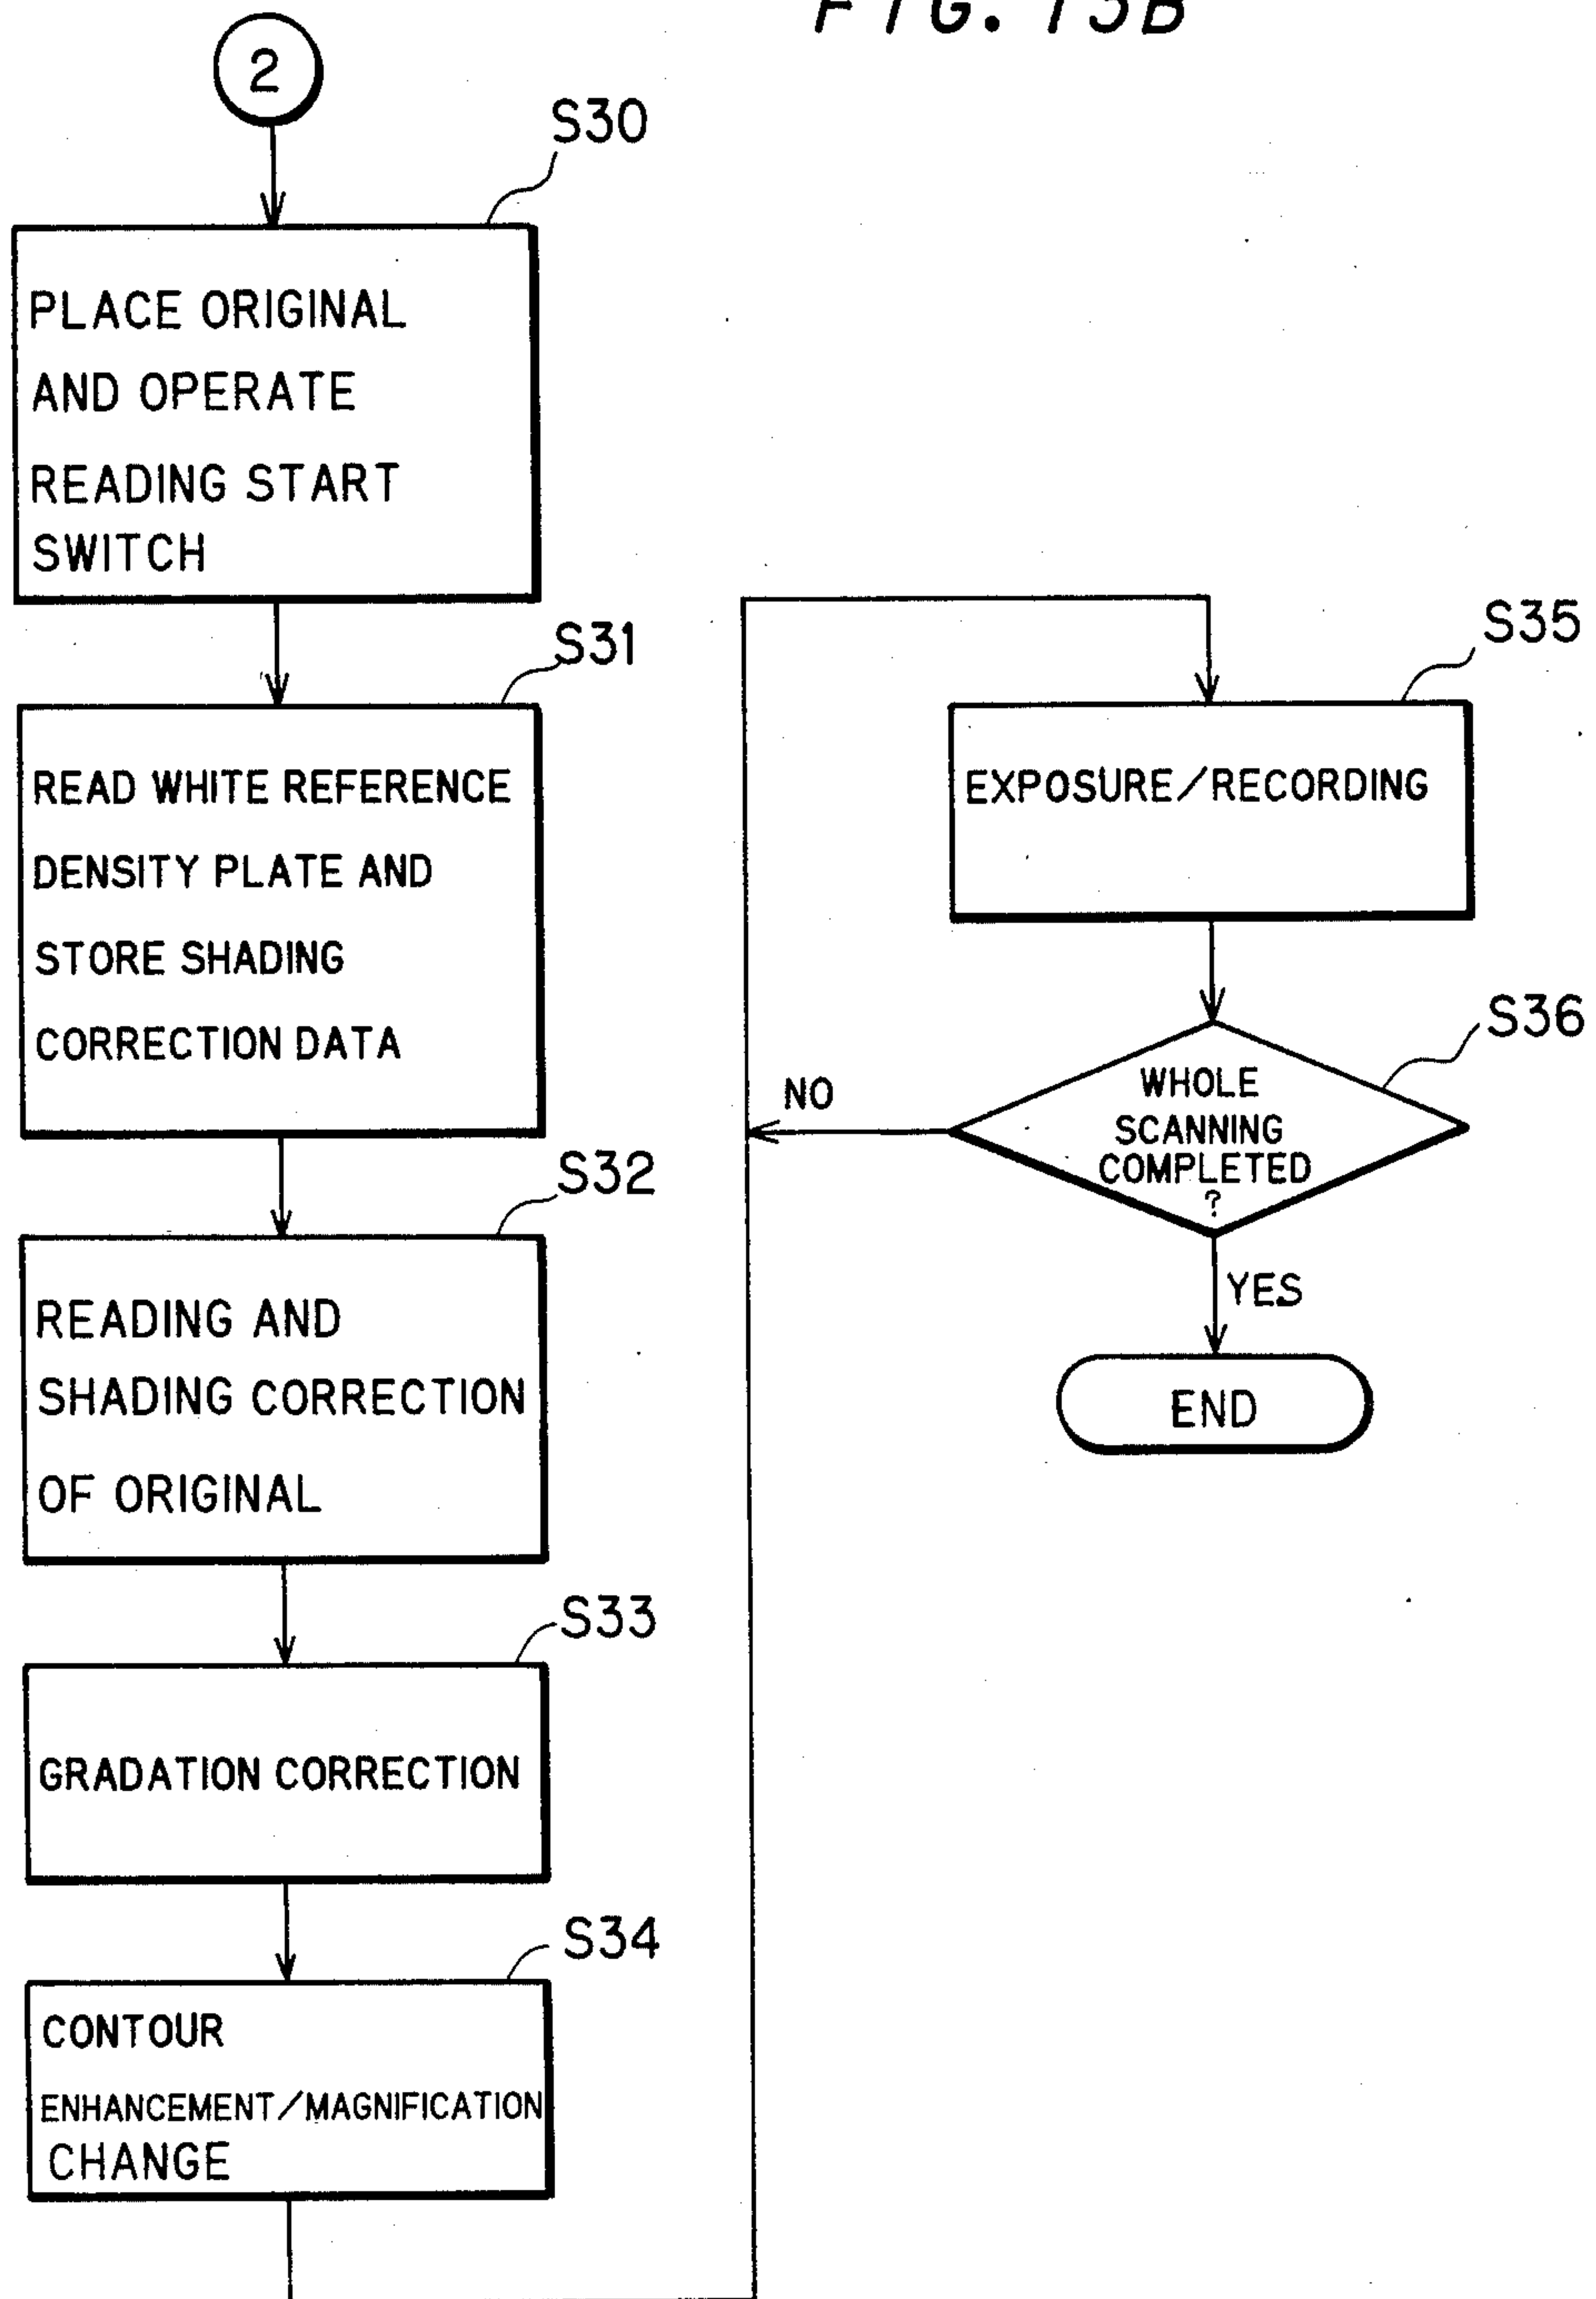 FIG. 13B
2
S30
PLACE ORIGINAL
AND OPERATE
READING START
SWITCH
S31
READ WHITE REFERENCE
DENSITY PLATE AND
STORE SHADING
CORRECTION DATA
S32
READING AND
SHADING CORRECTION
OF ORIGINAL
S33
GRADATION CORRECTION
S34
CONTOUR
ENHANCEMENT/MAGNIFICATION
CHANGE
S35
EXPOSURE/RECORDING
S36
WHOLE
SCANNING
COMPLETED
?
NO
YES
END